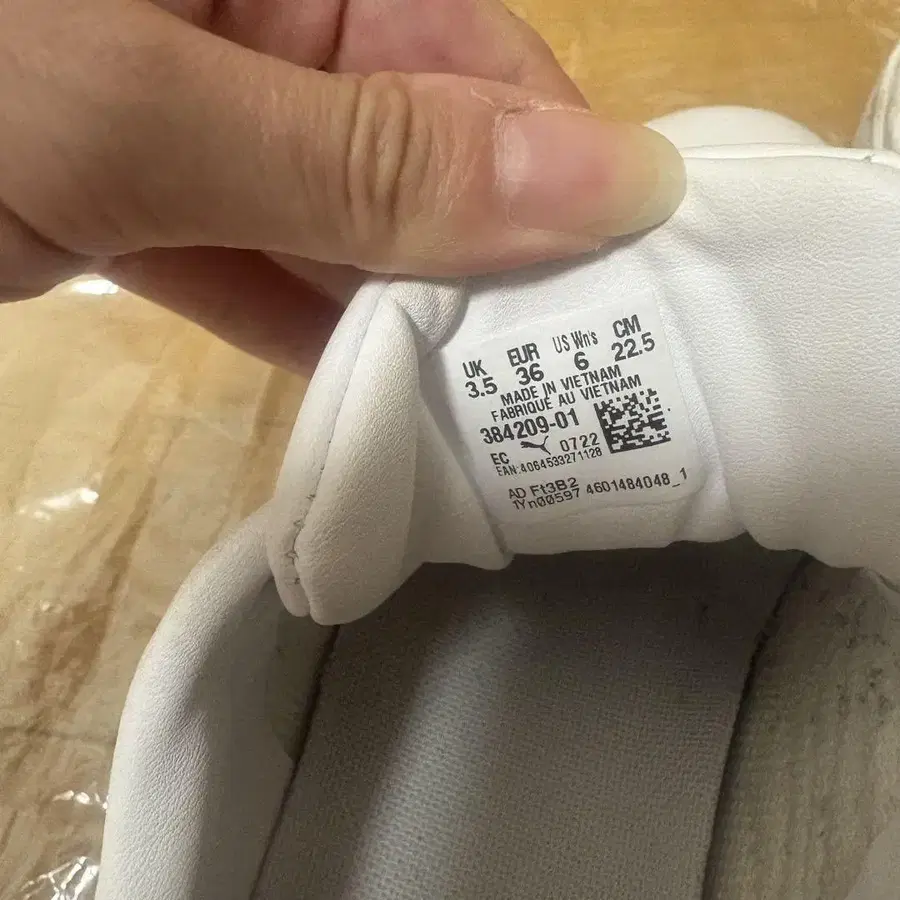 UK EUR US Wn's CM
3.5 36 6 22.5
MADE IN VIETNAM
FABRIQUÉ AU VIETNAM
384209-01
EC 0722
EAN:4064533271128
AD Ft3B2
1Yn00597 4601484048_1